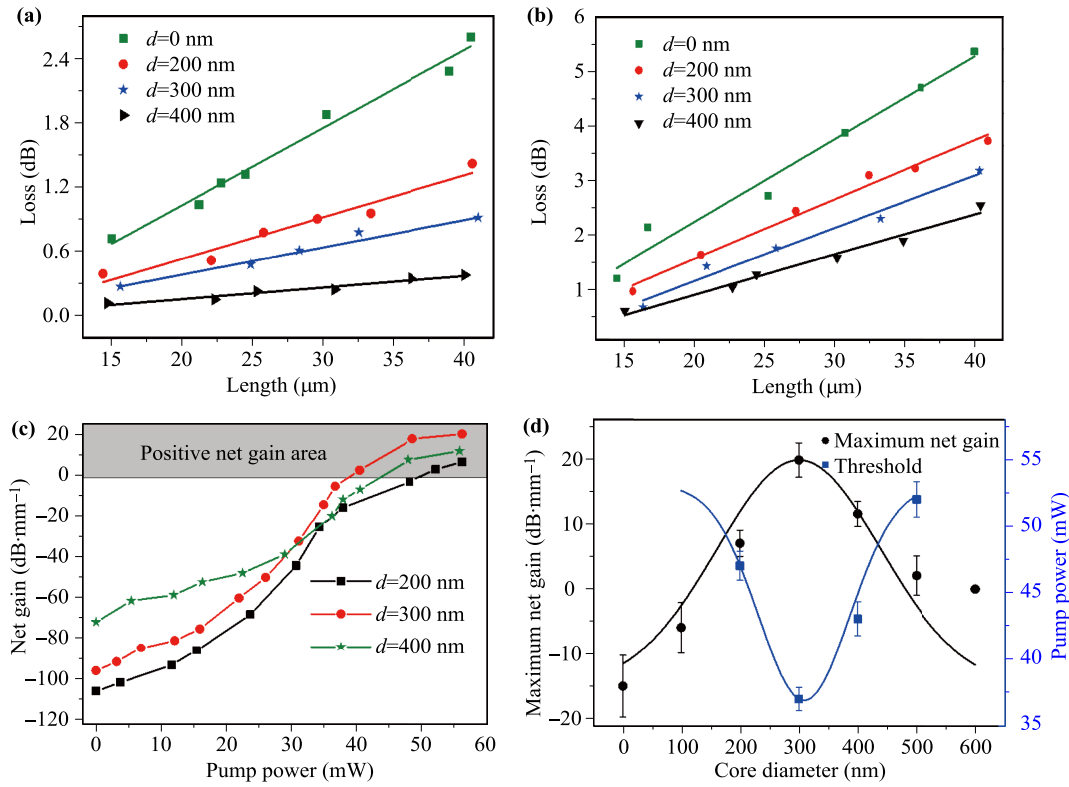 (a)
d=0 nm
d=200 nm
d=300 nm
d=400 nm
2.4
1.8
1.2
0.6
0.0
Loss (dB)
15 20 25 30 35 40
Length (μm)
(b)
d=0 nm
d=200 nm
d=300 nm
d=400 nm
6
5
4
3
2
1
Loss (dB)
15 20 25 30 35 40
Length (μm)
(c)
Positive net gain area
20
0
−20
−40
−60
−80
−100
−120
Net gain (dB·mm⁻¹)
d=200 nm
d=300 nm
d=400 nm
0 10 20 30 40 50 60
Pump power (mW)
(d)
Maximum net gain
Threshold
20
10
0
−10
−20
Maximum net gain (dB·mm⁻¹)
55
50
45
40
35
Pump power (mW)
0 100 200 300 400 500 600
Core diameter (nm)